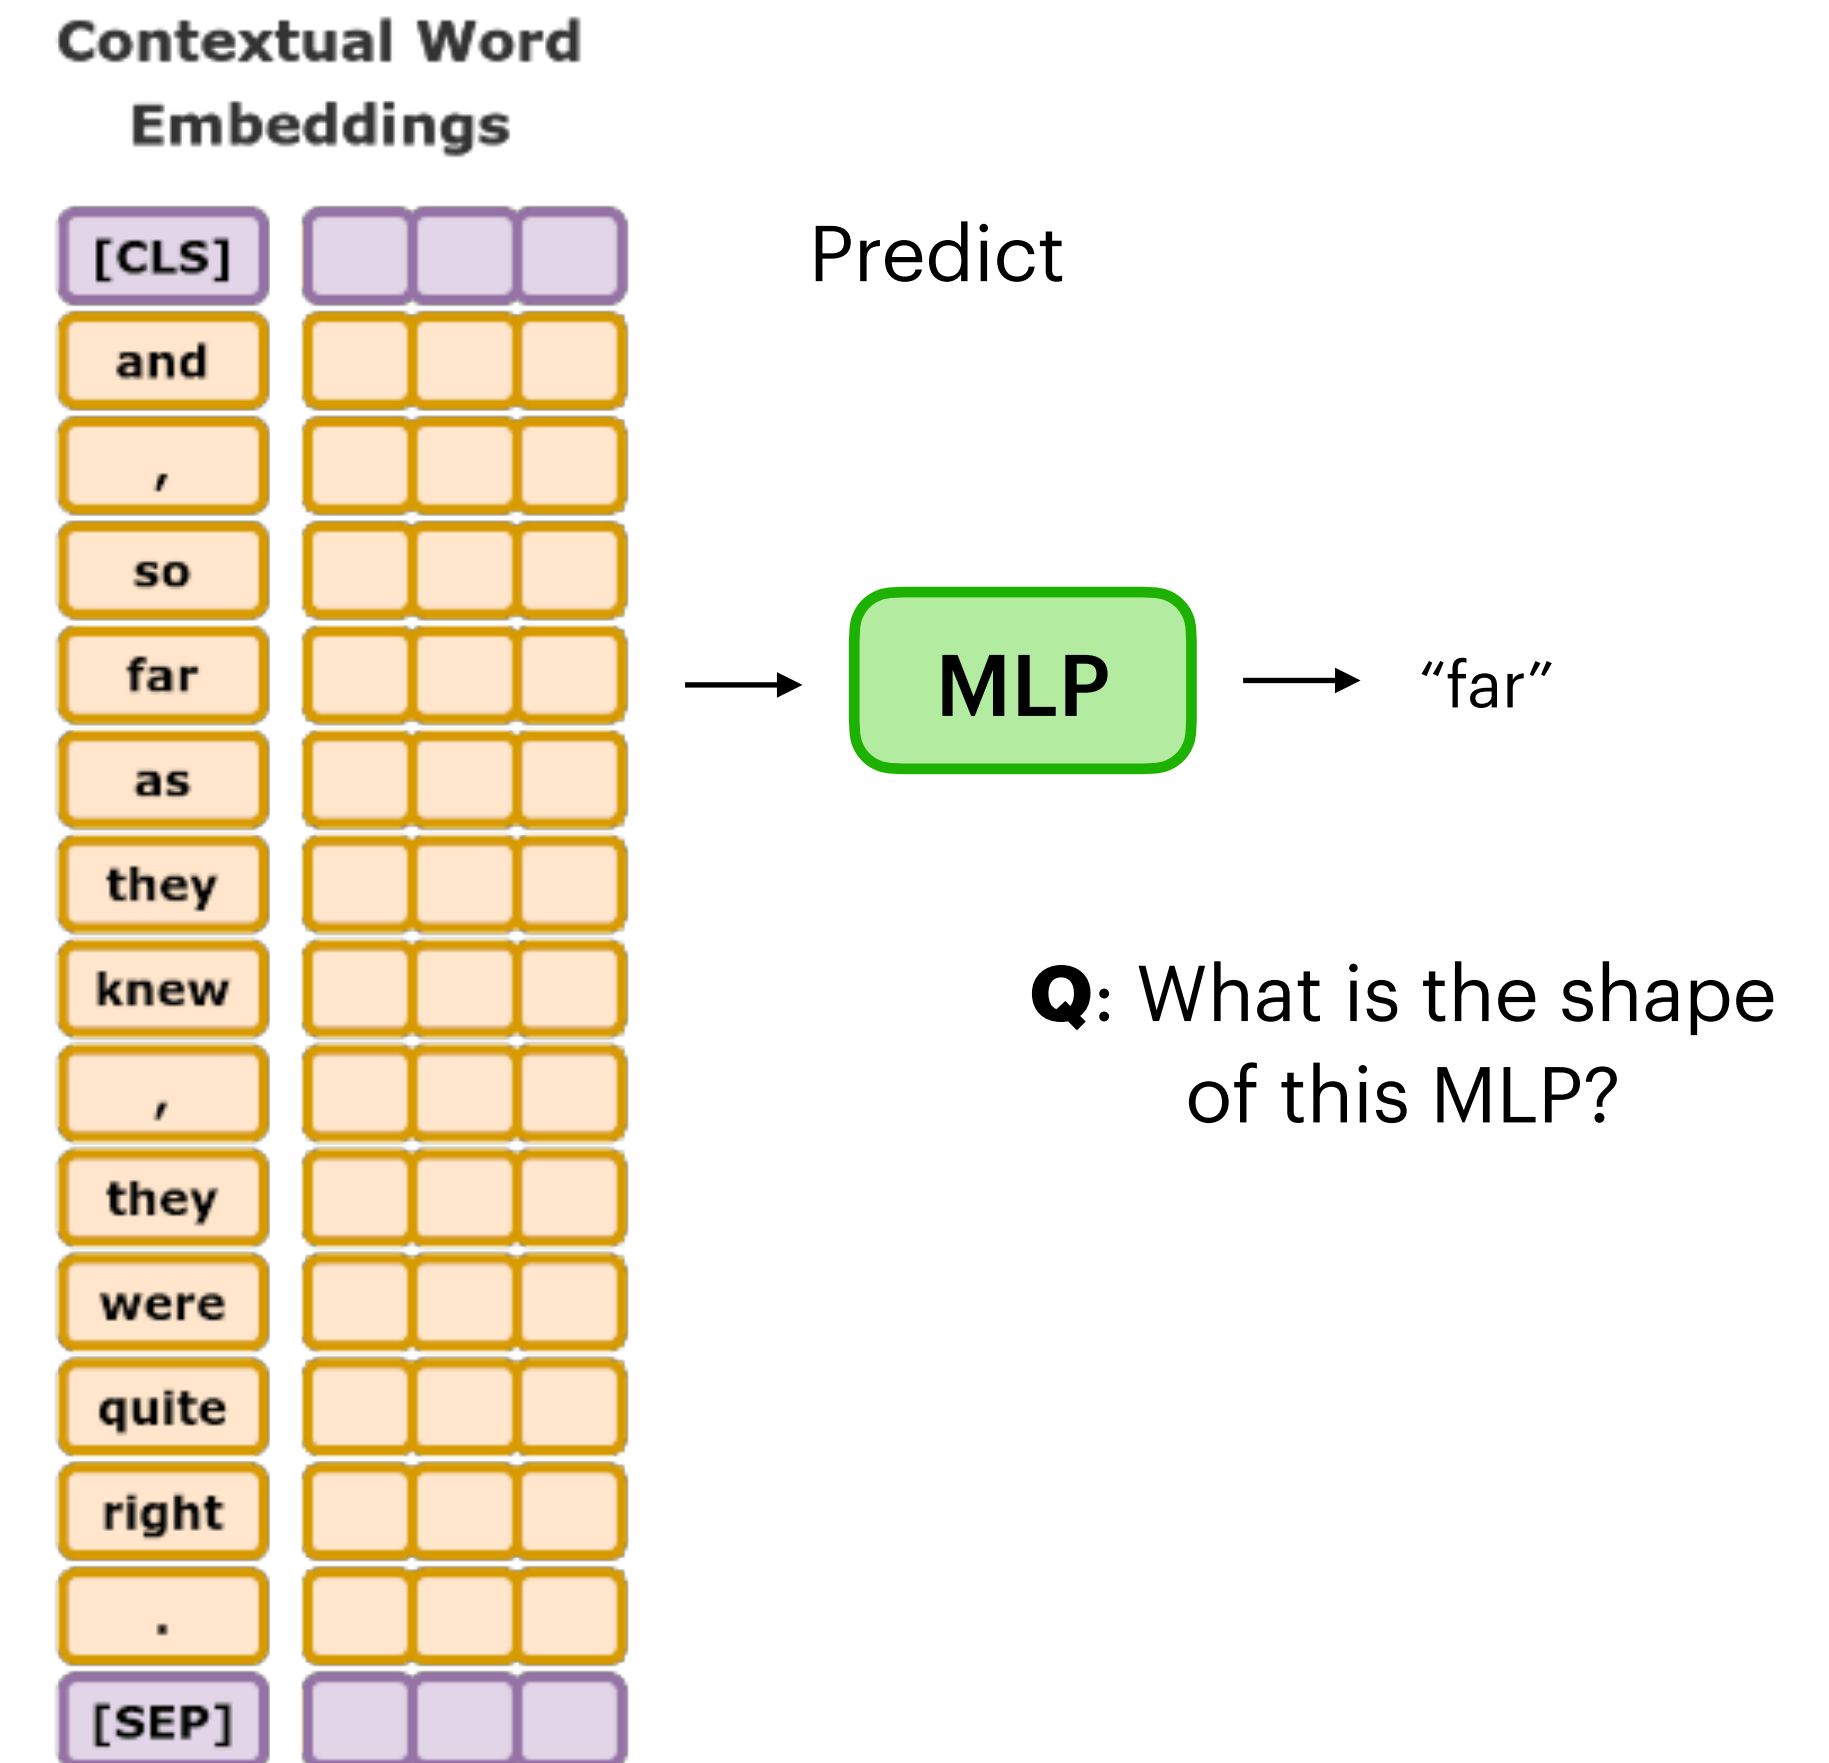 Contextual Word
Embeddings
[CLS]
Predict
and
,
so
far
MLP
“far”
as
they
knew
Q: What is the shape
of this MLP?
,
they
were
quite
right
.
[SEP]